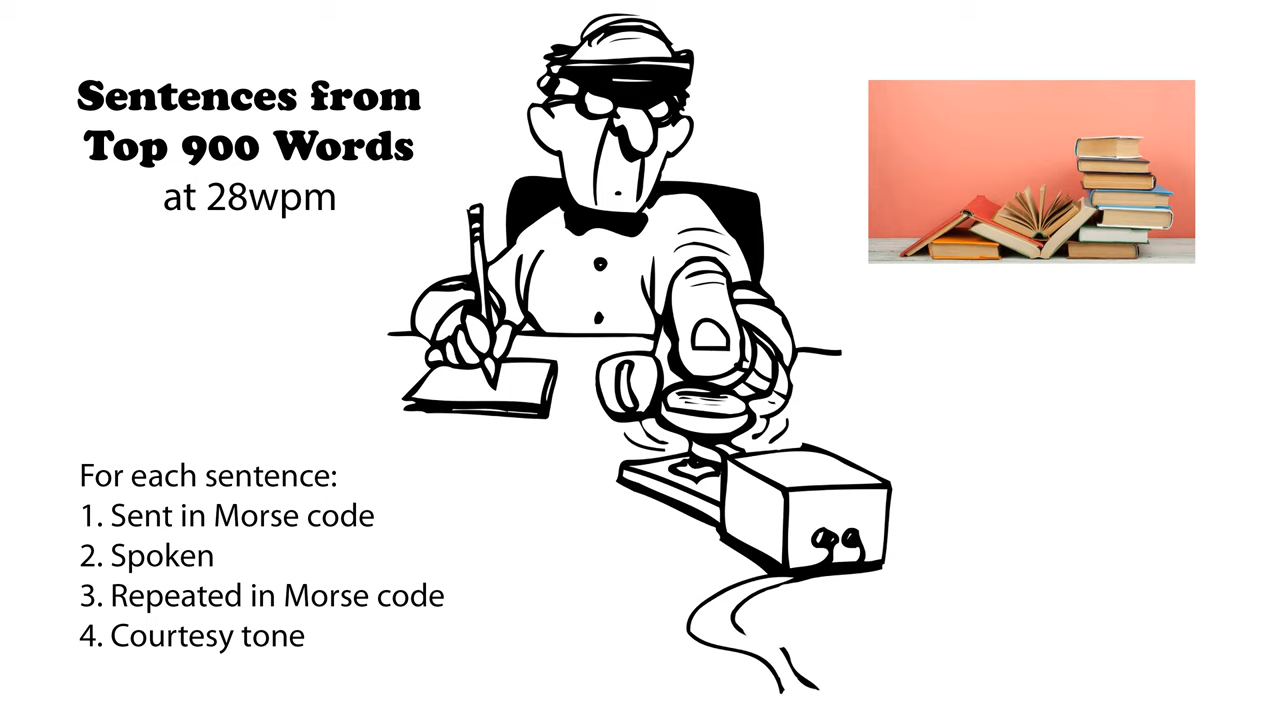 Sentences from
Top 900 Words
at 28wpm
For each sentence:
1. Sent in Morse code
2. Spoken
3. Repeated in Morse code
4. Courtesy tone